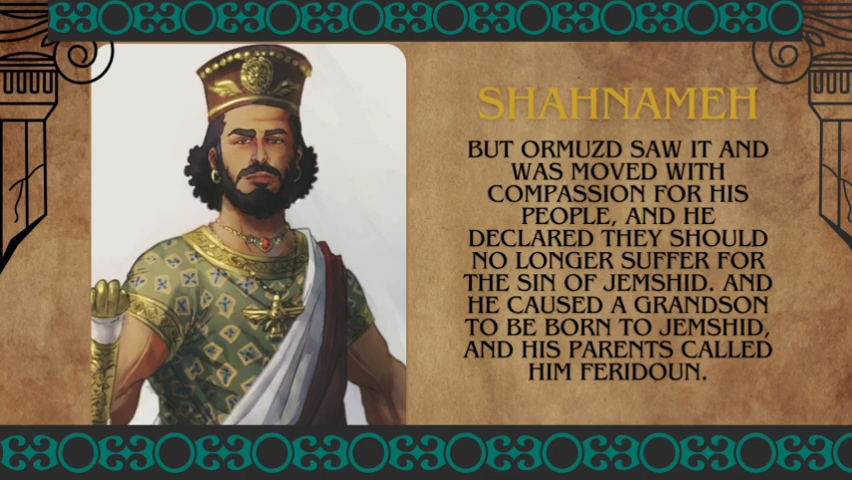 SHAHNAMEH
BUT ORMUZD SAW IT AND
WAS MOVED WITH
COMPASSION FOR HIS
PEOPLE, AND HE
DECLARED THEY SHOULD
NO LONGER SUFFER FOR
THE SIN OF JEMSHID. AND
HE CAUSED A GRANDSON
TO BE BORN TO JEMSHID,
AND HIS PARENTS CALLED
HIM FERIDOUN.